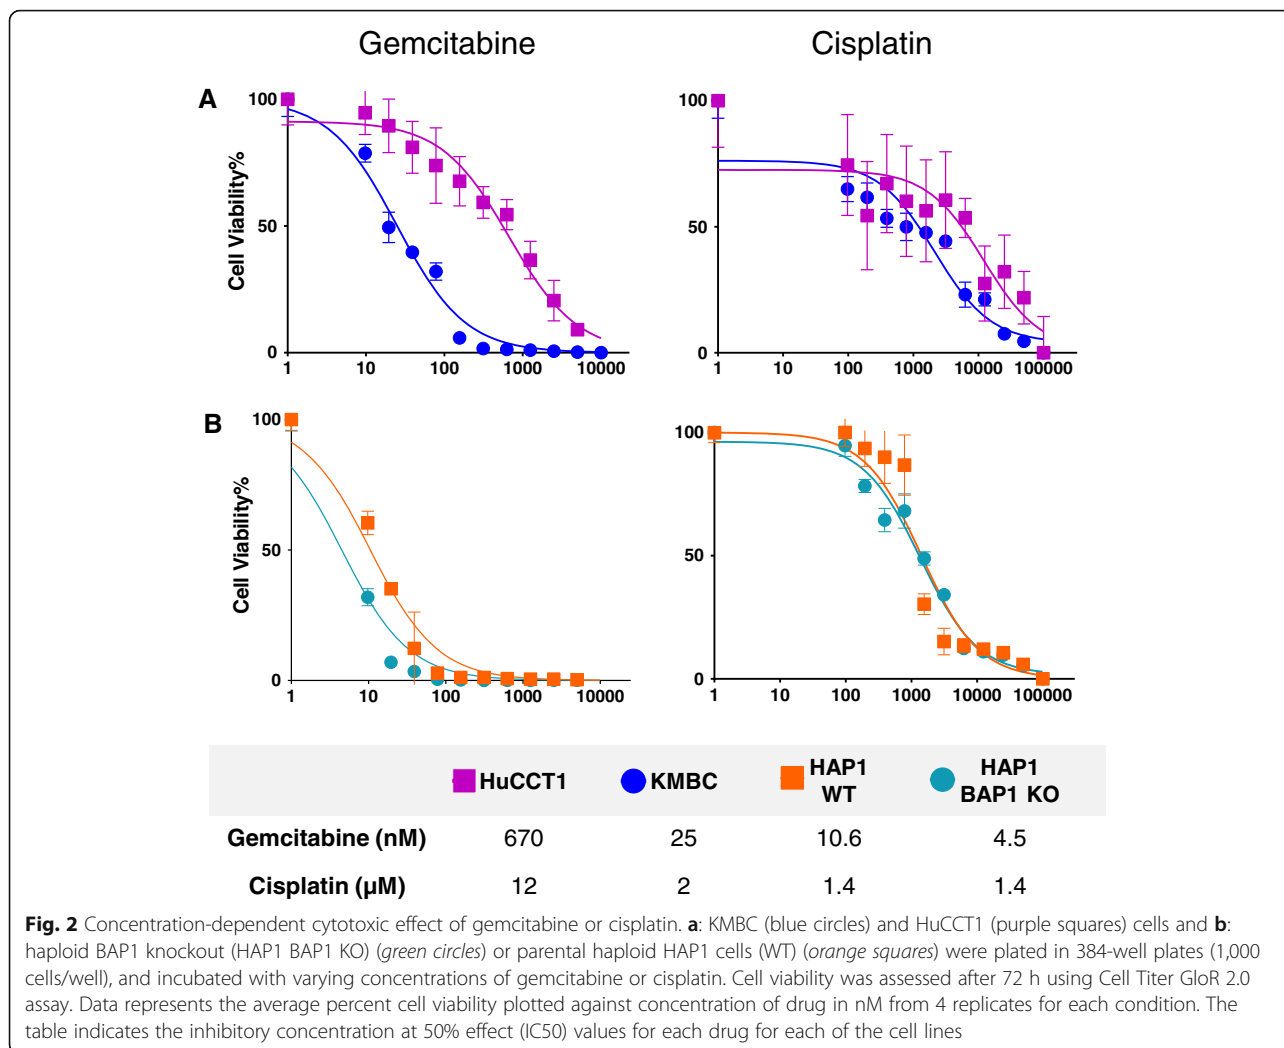 Gemcitabine
Cisplatin
A
100
50
0
Cell Viability%
1 10 100 1000 10000
100
50
0
1 100 1000 10000 100000
B
100
50
0
Cell Viability%
1 10 100 1000 10000
100
50
0
1 10 100 1000 10000 100000
HuCCT1 KMBC HAP1 WT HAP1 BAP1 KO
Gemcitabine (nM) 670 25 10.6 4.5
Cisplatin (µM) 12 2 1.4 1.4
Fig. 2 Concentration-dependent cytotoxic effect of gemcitabine or cisplatin. a: KMBC (blue circles) and HuCCT1 (purple squares) cells and b:
haploid BAP1 knockout (HAP1 BAP1 KO) (green circles) or parental haploid HAP1 cells (WT) (orange squares) were plated in 384-well plates (1,000
cells/well), and incubated with varying concentrations of gemcitabine or cisplatin. Cell viability was assessed after 72 h using Cell Titer GloR 2.0
assay. Data represents the average percent cell viability plotted against concentration of drug in nM from 4 replicates for each condition. The
table indicates the inhibitory concentration at 50% effect (IC50) values for each drug for each of the cell lines